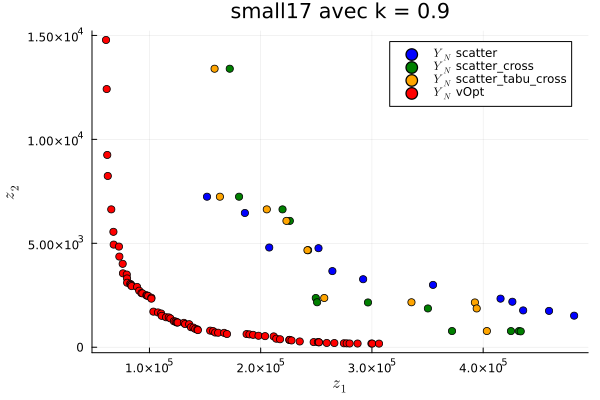 small17 avec k = 0.9
1.50×10⁴
Y_N scatter
Y_N scatter_cross
Y_N scatter_tabu_cross
Y_N vOpt
1.00×10⁴
z₂
5.00×10³
0
1.0×10⁵ 2.0×10⁵ 3.0×10⁵ 4.0×10⁵
z₁